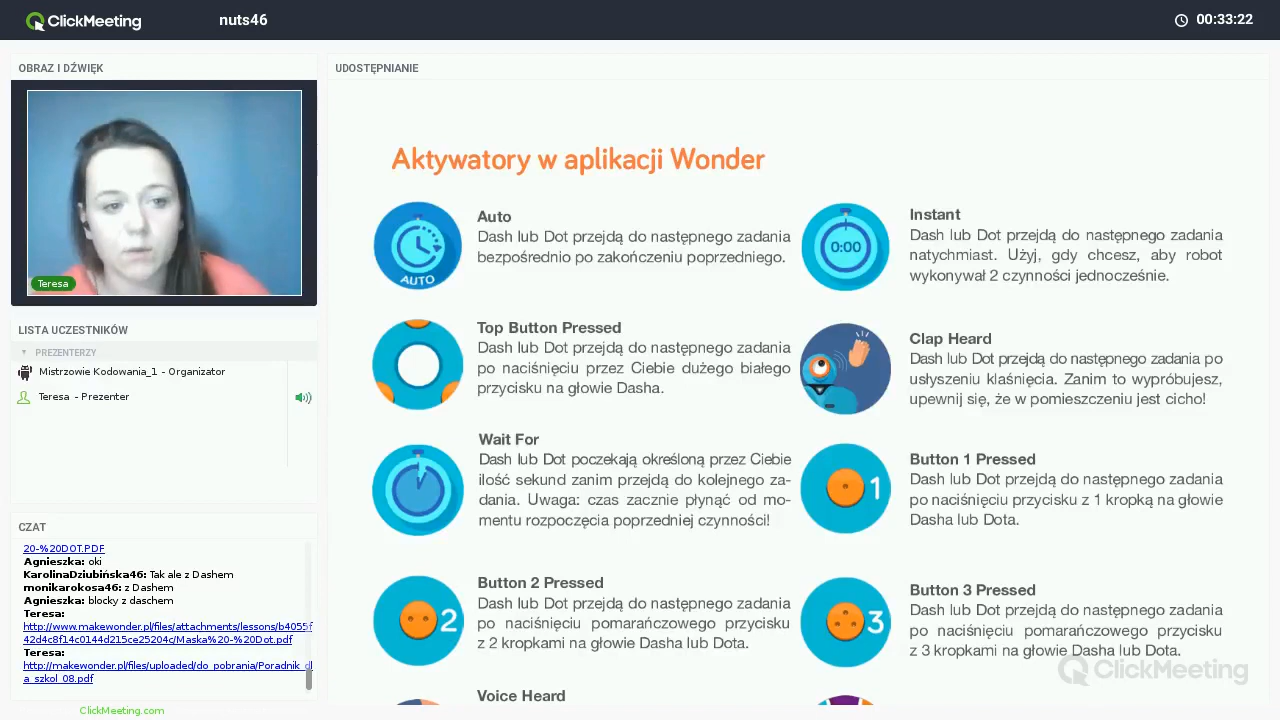 ClickMeeting
nuts46
00:33:22
OBRAZ I DŹWIĘK
Teresa
LISTA UCZESTNIKÓW
PREZENTERZY
Mistrzowie Kodowania_1 - Organizator
Teresa - Prezenter
CZAT
20-%20DOT.PDF
Agnieszka: oki
KarolinaDziubińska46: Tak ale z Dashem
monikarokosa46: z Dashem
Agnieszka: blocky z daschem
Teresa:
http://www.makewonder.pl/files/attachments/lessons/b4055f
42d4c8f14c0144d215ce25204c/Maska%20-%20Dot.pdf
Teresa:
http://makewonder.pl/files/uploaded/do_pobrania/Poradnik_dl
a_szkol_08.pdf
ClickMeeting.com
UDOSTĘPNIANIE
Aktywatory w aplikacji Wonder
AUTO
Auto
Dash lub Dot przejdą do następnego zadania
bezpośrednio po zakończeniu poprzedniego.
0:00
Instant
Dash lub Dot przejdą do następnego zadania
natychmiast. Użyj, gdy chcesz, aby robot
wykonywał 2 czynności jednocześnie.
Top Button Pressed
Dash lub Dot przejdą do następnego zadania
po naciśnięciu przez Ciebie dużego białego
przycisku na głowie Dasha.
Clap Heard
Dash lub Dot przejdą do następnego zadania po
usłyszeniu klaśnięcia. Zanim to wypróbujesz,
upewnij się, że w pomieszczeniu jest cicho!
Wait For
Dash lub Dot poczekają określoną przez Ciebie
ilość sekund zanim przejdą do kolejnego za-
dania. Uwaga: czas zacznie płynąć od mo-
mentu rozpoczęcia poprzedniej czynności!
1
Button 1 Pressed
Dash lub Dot przejdą do następnego zadania
po naciśnięciu przycisku z 1 kropką na głowie
Dasha lub Dota.
2
Button 2 Pressed
Dash lub Dot przejdą do następnego zadania
po naciśnięciu pomarańczowego przycisku
z 2 kropkami na głowie Dasha lub Dota.
3
Button 3 Pressed
Dash lub Dot przejdą do następnego zadania
po naciśnięciu pomarańczowego przycisku
z 3 kropkami na głowie Dasha lub Dota.
Voice Heard
ClickMeeting